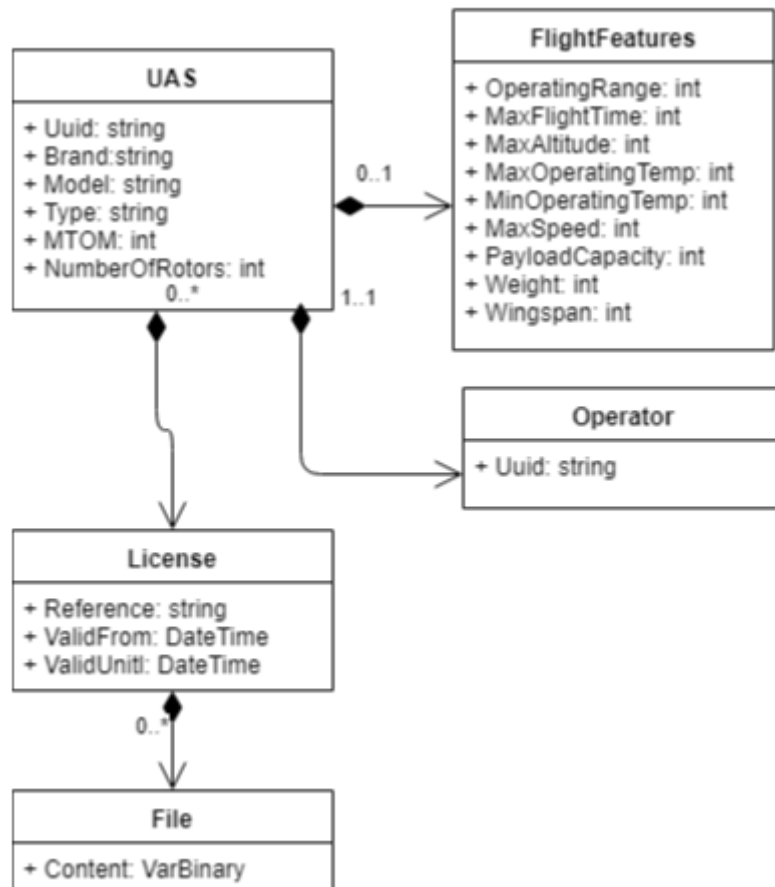 UAS
+ Uuid: string
+ Brand:string
+ Model: string
+ Type: string
+ MTOM: int
+ NumberOfRotors: int
0..*
1..1
0..1
FlightFeatures
+ OperatingRange: int
+ MaxFlightTime: int
+ MaxAltitude: int
+ MaxOperatingTemp: int
+ MinOperatingTemp: int
+ MaxSpeed: int
+ PayloadCapacity: int
+ Weight: int
+ Wingspan: int
Operator
+ Uuid: string
License
+ Reference: string
+ ValidFrom: DateTime
+ ValidUnitl: DateTime
0..*
File
+ Content: VarBinary